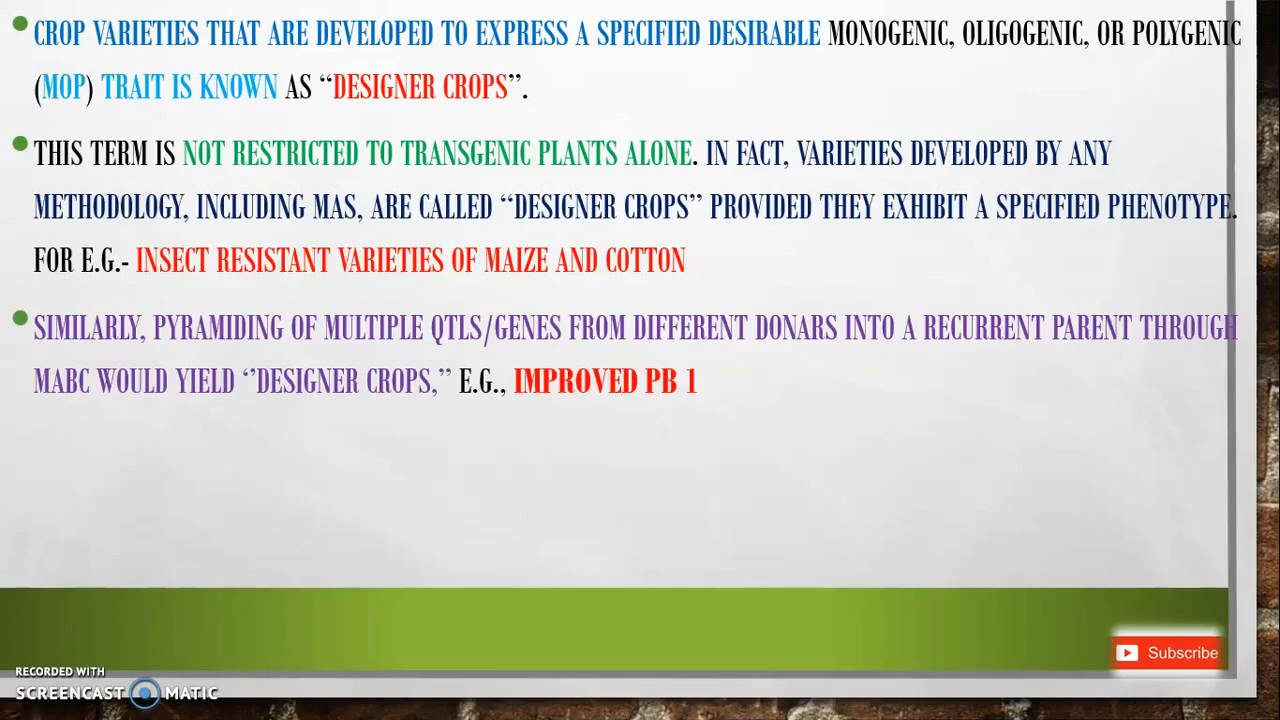 CROP VARIETIES THAT ARE DEVELOPED TO EXPRESS A SPECIFIED DESIRABLE MONOGENIC, OLIGOGENIC, OR POLYGENIC
(MOP) TRAIT IS KNOWN AS “DESIGNER CROPS”.
THIS TERM IS NOT RESTRICTED TO TRANSGENIC PLANTS ALONE. IN FACT, VARIETIES DEVELOPED BY ANY
METHODOLOGY, INCLUDING MAS, ARE CALLED “DESIGNER CROPS” PROVIDED THEY EXHIBIT A SPECIFIED PHENOTYPE.
FOR E.G.- INSECT RESISTANT VARIETIES OF MAIZE AND COTTON
SIMILARLY, PYRAMIDING OF MULTIPLE QTLS/GENES FROM DIFFERENT DONARS INTO A RECURRENT PARENT THROUGH
MABC WOULD YIELD ‘’DESIGNER CROPS,” E.G., IMPROVED PB 1
Subscribe
RECORDED WITH
SCREENCAST MATIC